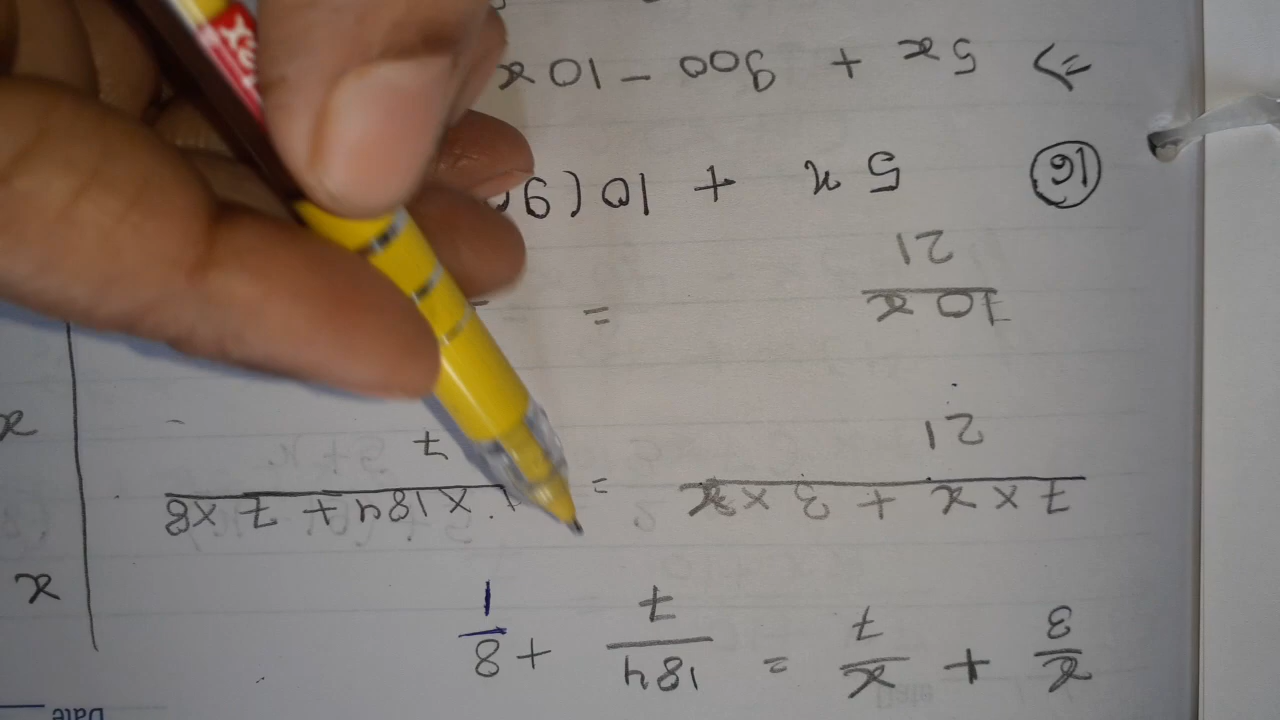 Date
x/3 + x/7 = 184/7 + 8/1
7 × x + 3 × x / 21 = × 184 + 7 × 8 / 7
10x / 21 =
16 5x + 10(9
=> 5x + 900 - 10x
x
x